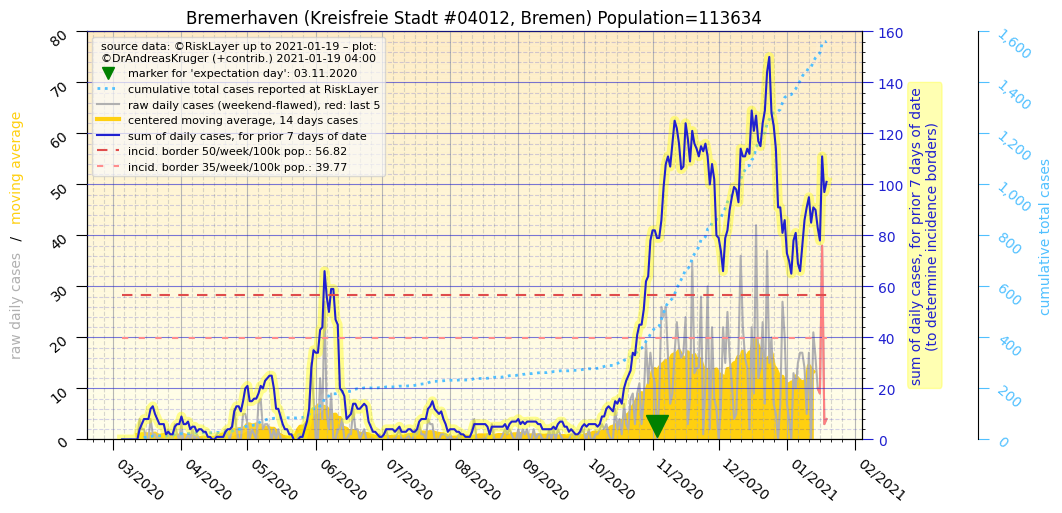 Bremerhaven (Kreisfreie Stadt #04012, Bremen) Population=113634
source data: ©RiskLayer up to 2021-01-19 – plot:
©DrAndreasKruger (+contrib.) 2021-01-19 04:00
marker for 'expectation day': 03.11.2020
cumulative total cases reported at RiskLayer
raw daily cases (weekend-flawed), red: last 5
centered moving average, 14 days cases
sum of daily cases, for prior 7 days of date
incid. border 50/week/100k pop.: 56.82
incid. border 35/week/100k pop.: 39.77
raw daily cases / moving average
80
70
60
50
40
30
20
10
0
03/2020
04/2020
05/2020
06/2020
07/2020
08/2020
09/2020
10/2020
11/2020
12/2020
01/2021
02/2021
160
140
120
100
80
60
40
20
0
sum of daily cases, for prior 7 days of date
(to determine incidence borders)
1,600
1,400
1,200
1,000
800
600
400
200
0
cumulative total cases